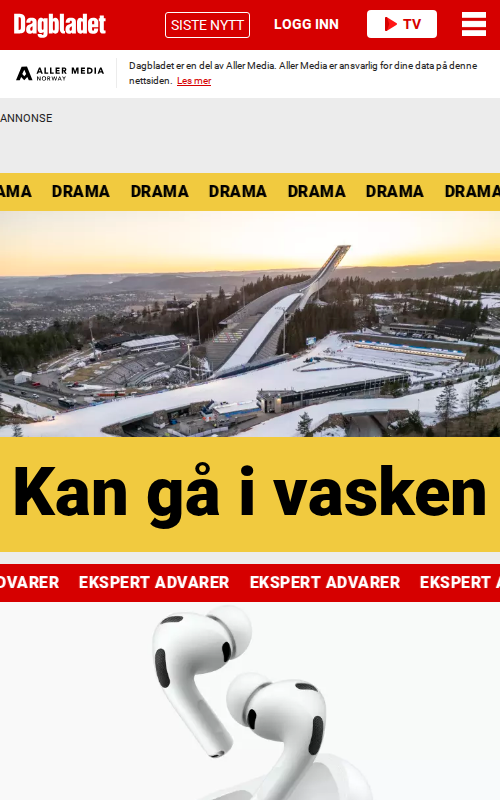 Dagbladet
SISTE NYTT
LOGG INN
TV
ALLER MEDIA
NORWAY
Dagbladet er en del av Aller Media. Aller Media er ansvarlig for dine data på denne
nettsiden. Les mer
ANNONSE
AMA DRAMA DRAMA DRAMA DRAMA DRAMA DRAMA
Kan gå i vasken
DVARER EKSPERT ADVARER EKSPERT ADVARER EKSPERT A